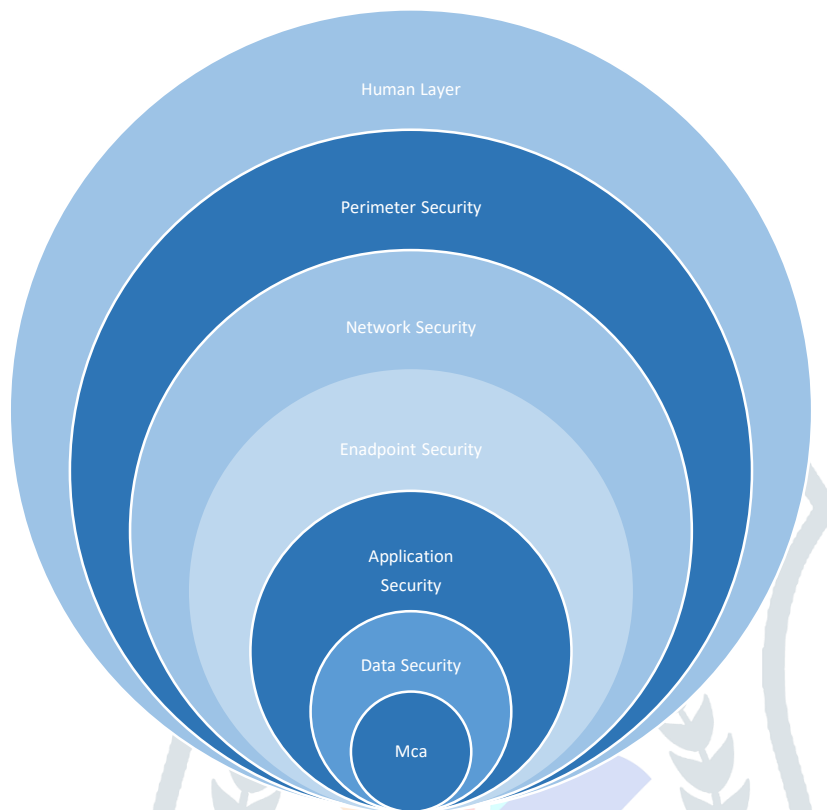 Human Layer
Perimeter Security
Network Security
Enadpoint Security
Application
Security
Data Security
Mca